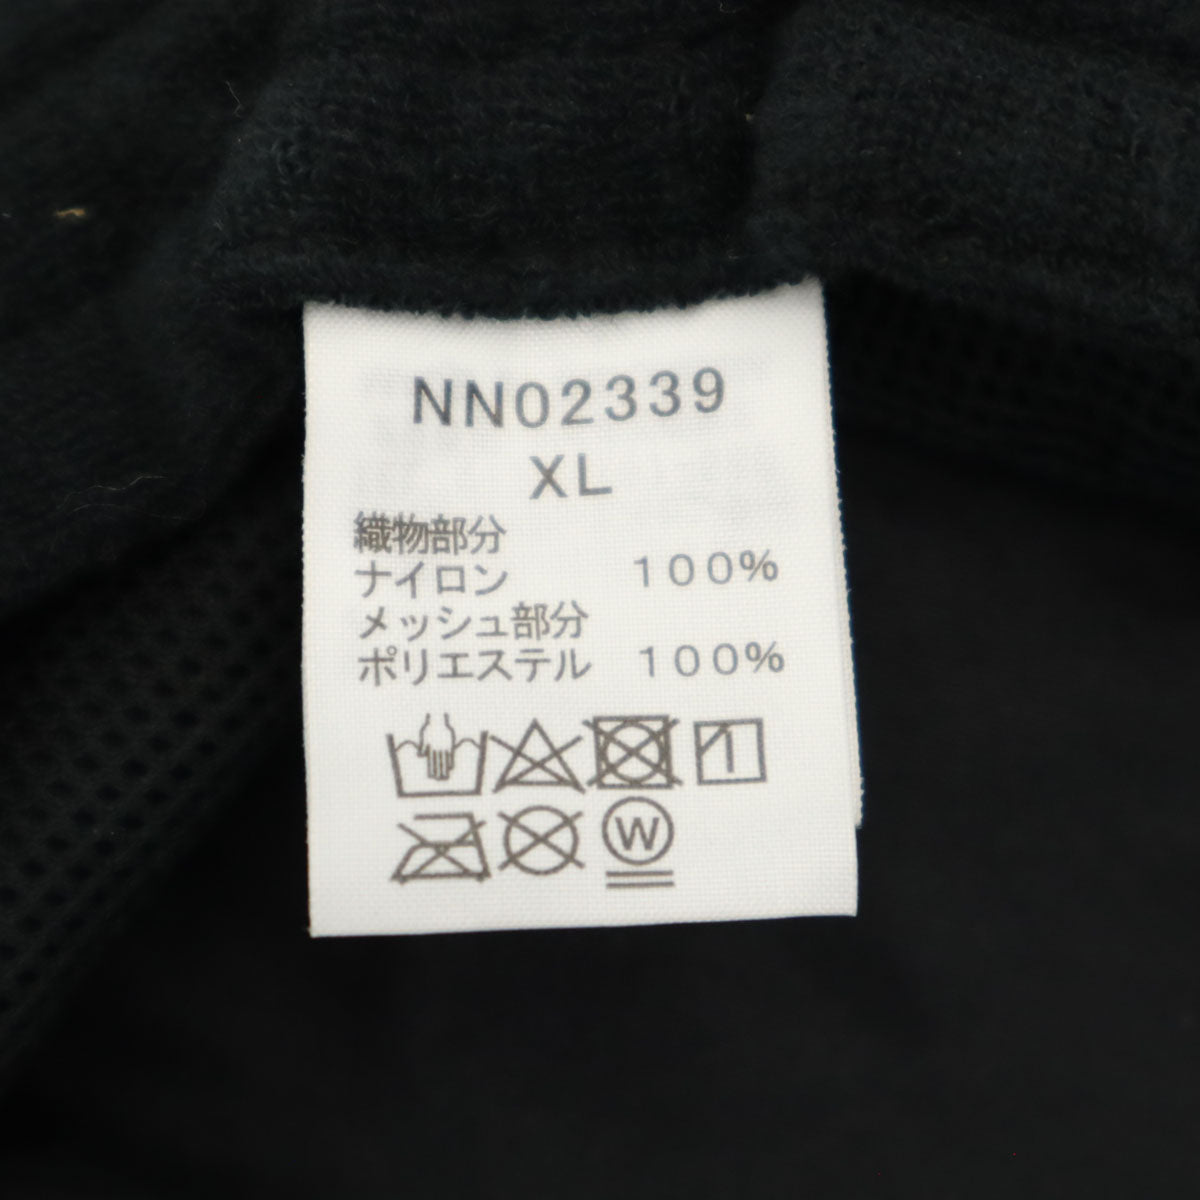 NN02339
XL
織物部分
ナイロン 100%
メッシュ部分
ポリエステル 100%
W